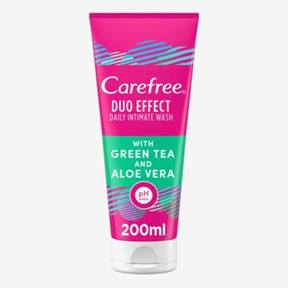 Carefree®
DUO EFFECT
DAILY INTIMATE WASH
WITH
GREEN TEA
AND
ALOE VERA
pH
200ml